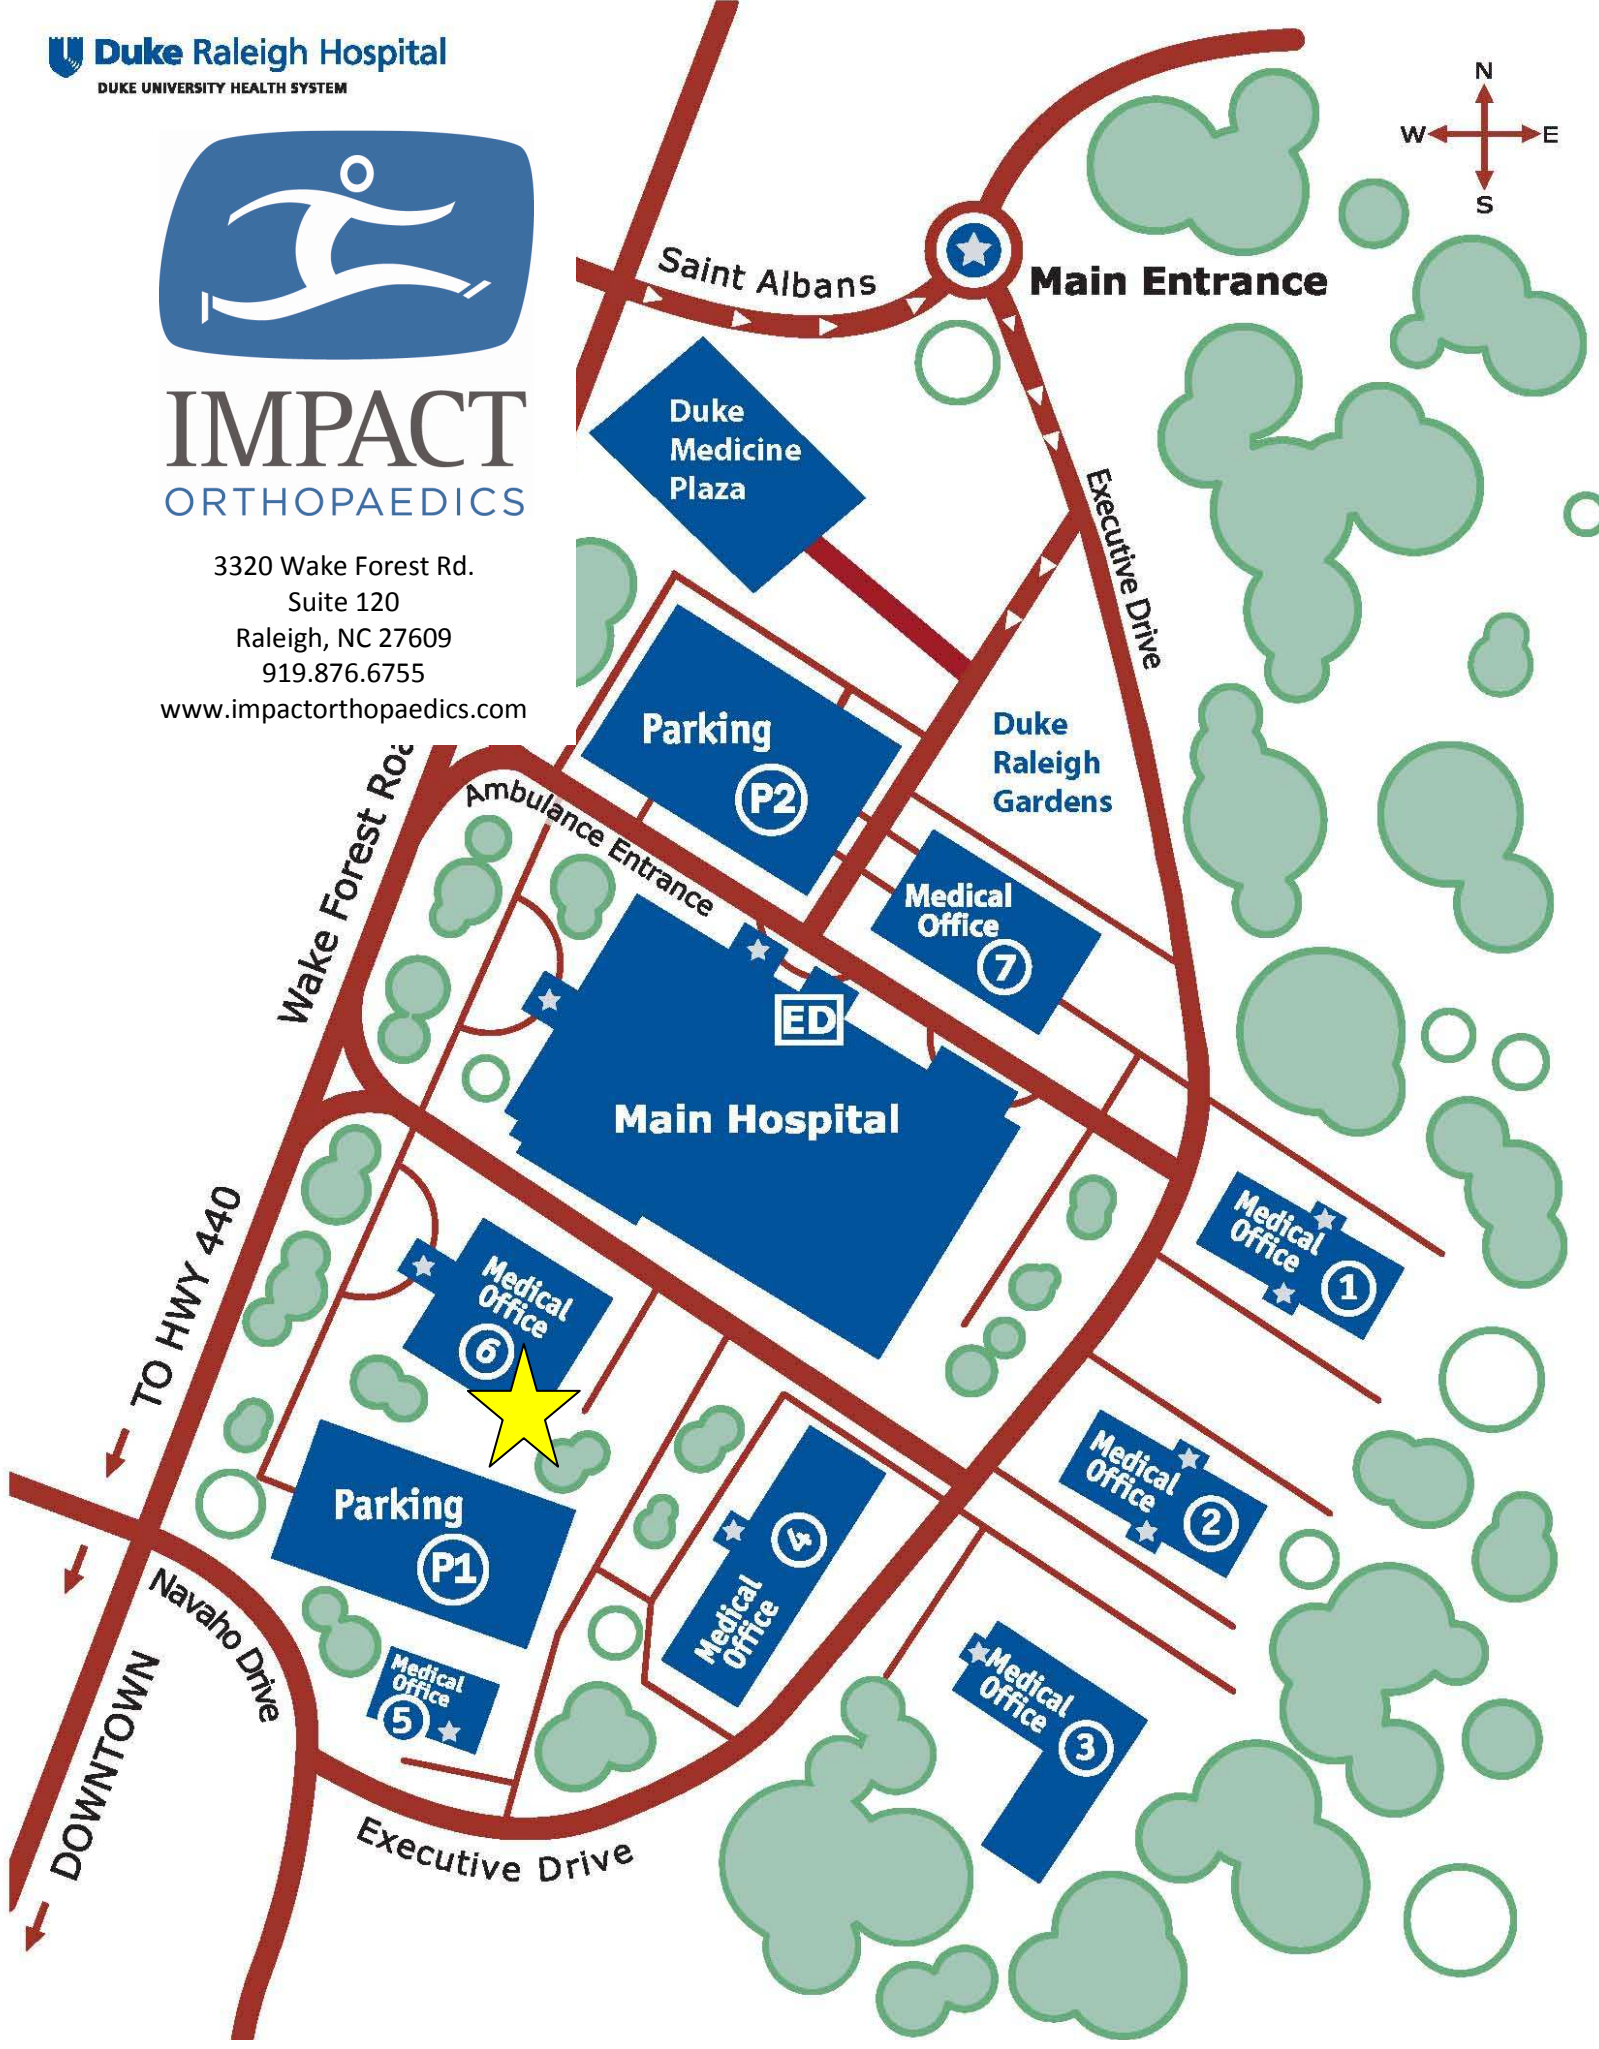 Duke Raleigh Hospital
DUKE UNIVERSITY HEALTH SYSTEM
IMPACT
ORTHOPAEDICS
3320 Wake Forest Rd.
Suite 120
Raleigh, NC 27609
919.876.6755
www.impactorthopaedics.com
N
W E
S
Saint Albans
Main Entrance
Duke
Medicine
Plaza
Executive Drive
Parking
P2
Duke
Raleigh
Gardens
Ambulance Entrance
Wake Forest Roa
Medical
Office
7
ED
Main Hospital
TO HWY 440
Medical
Office
6
Medical
Office
1
Medical
Office
2
Parking
P1
4
Medical
Office
Navaho Drive
Medical
Office
5
Medical
Office
3
DOWNTOWN
Executive Drive